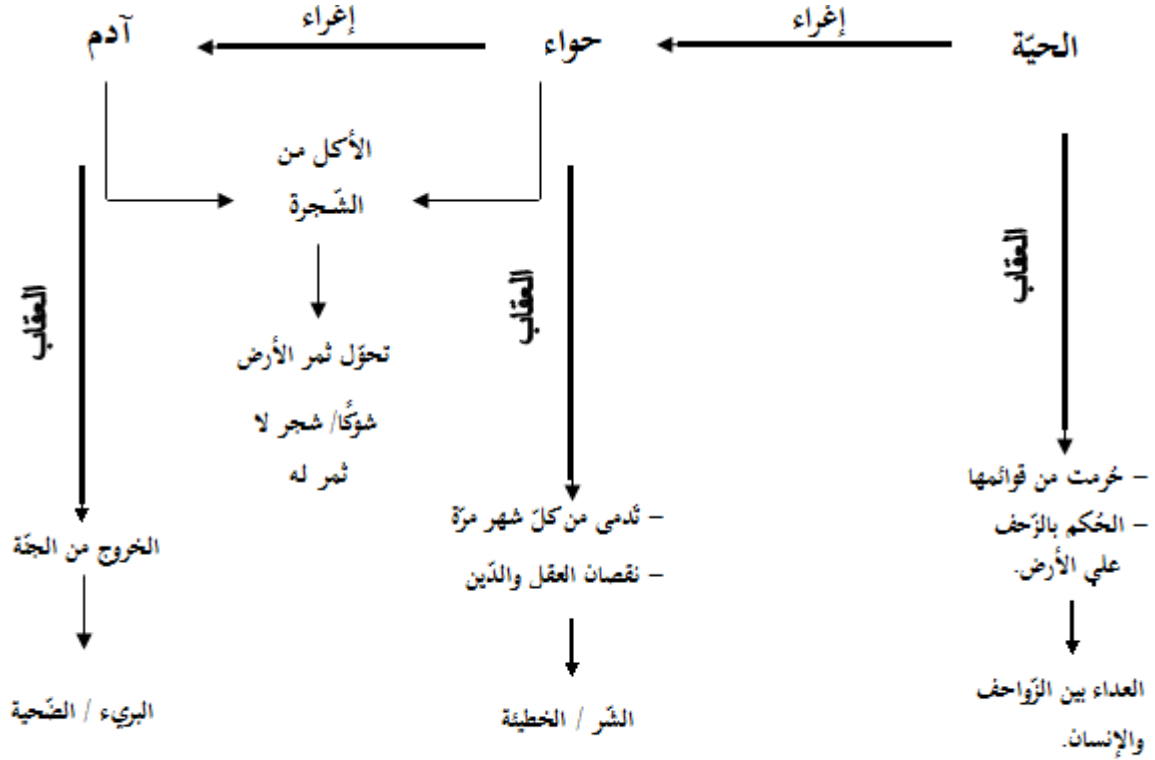 إغراء
إغراء
الحيّة
حواء
آدم
الأكل من
الشّجرة
العقاب
العقاب
العقاب
تحوّل ثمر الأرض
شوكًا/ شجر لا
ثمر له
– حُرمت من قوائمها
– الحُكم بالزّحف
علي الأرض.
– تُدمى من كلّ شهر مرّة
– نقصان العقل والدّين
الخروج من الجنّة
العداء بين الزّواحف
والإنسان.
الشّر / الخطيئة
البريء / الضّحية